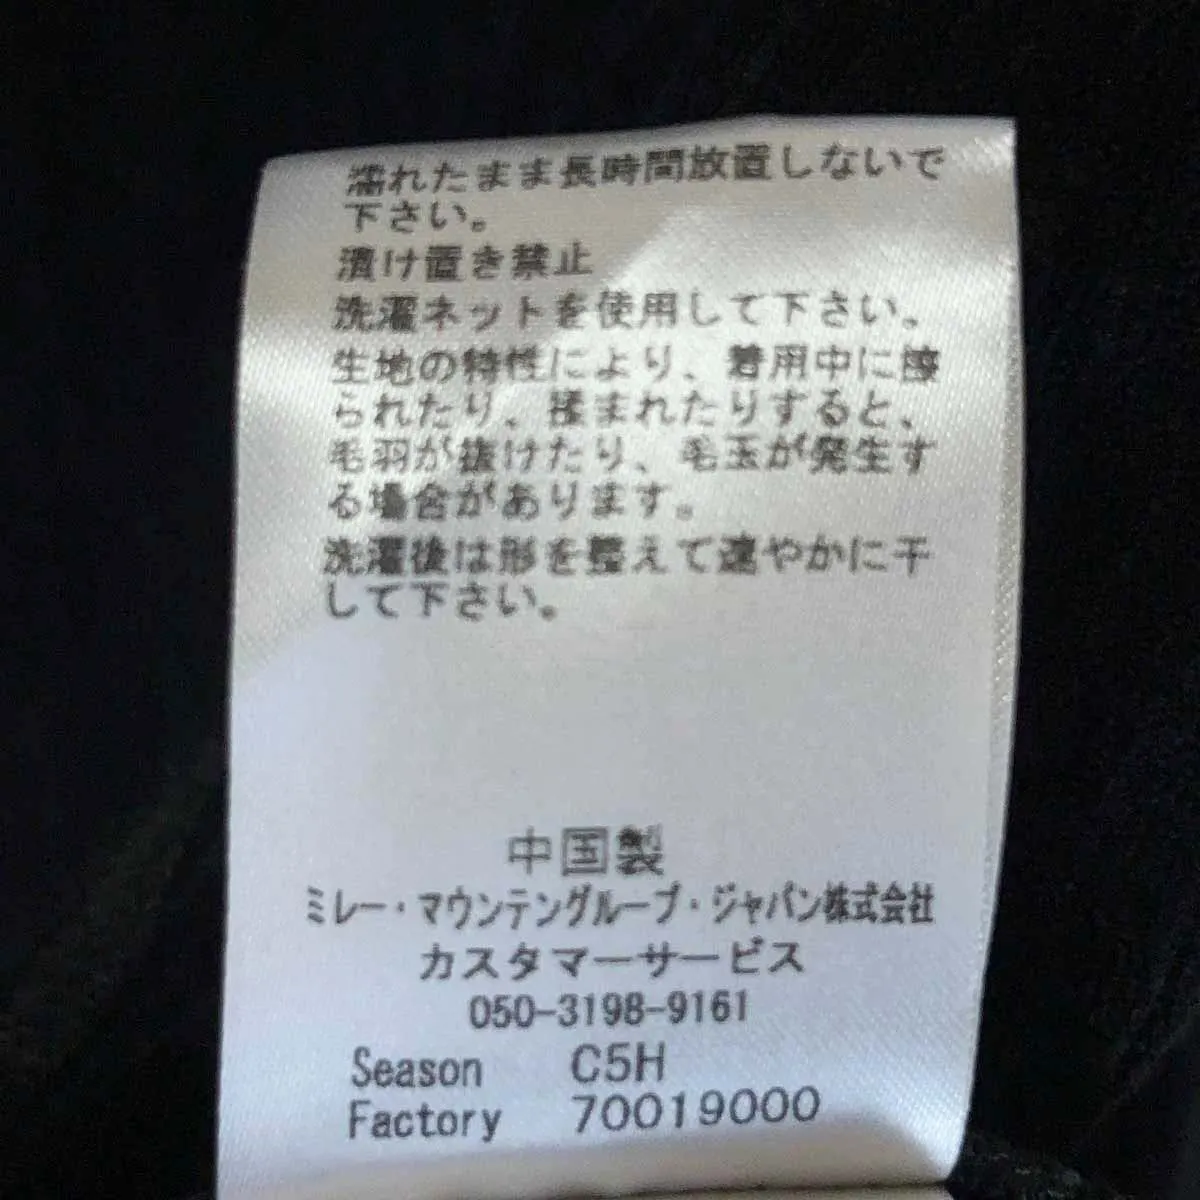 濡れたまま長時間放置しないで
下さい。
漬け置き禁止
洗濯ネットを使用して下さい。
生地の特性により、着用中に擦
られたり、揉まれたりすると、
毛羽が抜けたり、毛玉が発生す
る場合があります。
洗濯後は形を整えて速やかに干
して下さい。
中国製
ミレー・マウンテングループ・ジャパン株式会社
カスタマーサービス
050-3198-9161
Season C5H
Factory 70019000